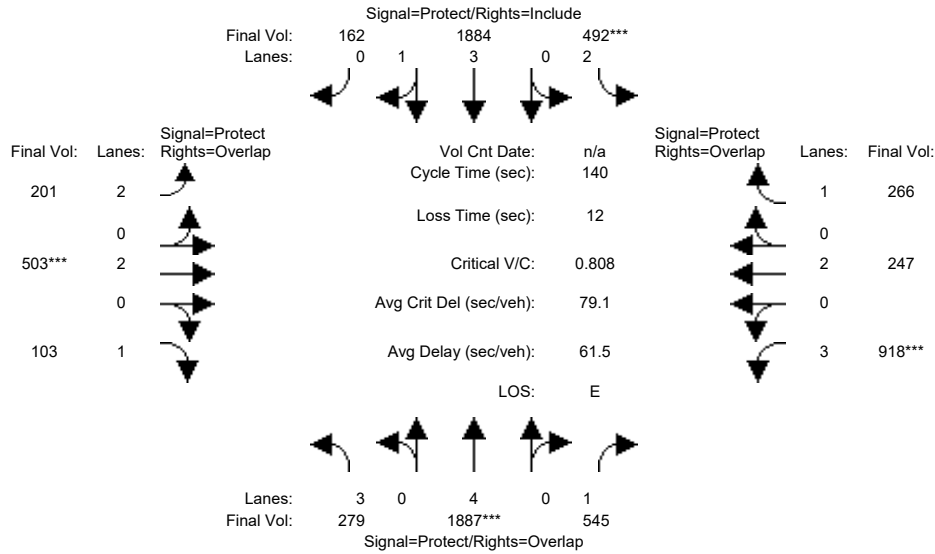 Signal=Protect/Rights=Include
Final Vol: 162 1884 492***
Lanes: 0 1 3 0 2
Signal=Protect Signal=Protect
Final Vol: Lanes: Rights=Overlap Vol Cnt Date: n/a Rights=Overlap Lanes: Final Vol:
Cycle Time (sec): 140
201 2 1 266
Loss Time (sec): 12
0 0
503*** 2 Critical V/C: 0.808 2 247
0 Avg Crit Del (sec/veh): 79.1 0
103 1 Avg Delay (sec/veh): 61.5 3 918***
LOS: E
Lanes: 3 0 4 0 1
Final Vol: 279 1887*** 545
Signal=Protect/Rights=Overlap